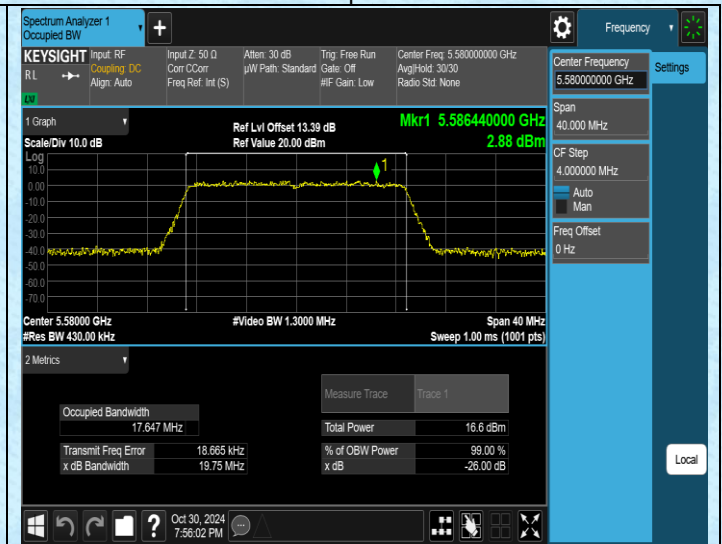 Spectrum Analyzer 1
Occupied BW
+
Frequency
KEYSIGHT
RL
LXI
Input: RF
Coupling: DC
Align: Auto
Input Z: 50 Ω
Corr CCorr
Freq Ref: Int (S)
Atten: 30 dB
µW Path: Standard
Trig: Free Run
Gate: Off
#IF Gain: Low
Center Freq: 5.580000000 GHz
Avg|Hold: 30/30
Radio Std: None
Center Frequency
5.580000000 GHz
Settings
Span
40.000 MHz
CF Step
4.000000 MHz
Auto
Man
Freq Offset
0 Hz
1 Graph
Scale/Div 10.0 dB
Ref Lvl Offset 13.39 dB
Ref Value 20.00 dBm
Mkr1 5.586440000 GHz
2.88 dBm
Log
10.0
0.00
-10.0
-20.0
-30.0
-40.0
-50.0
-60.0
-70.0
1
Center 5.58000 GHz
#Res BW 430.00 kHz
#Video BW 1.3000 MHz
Span 40 MHz
Sweep 1.00 ms (1001 pts)
2 Metrics
Measure Trace Trace 1
Occupied Bandwidth
17.647 MHz
Total Power 16.6 dBm
Transmit Freq Error 18.665 kHz
% of OBW Power 99.00 %
x dB Bandwidth 19.75 MHz
x dB -26.00 dB
Local
?
Oct 30, 2024
7:56:02 PM